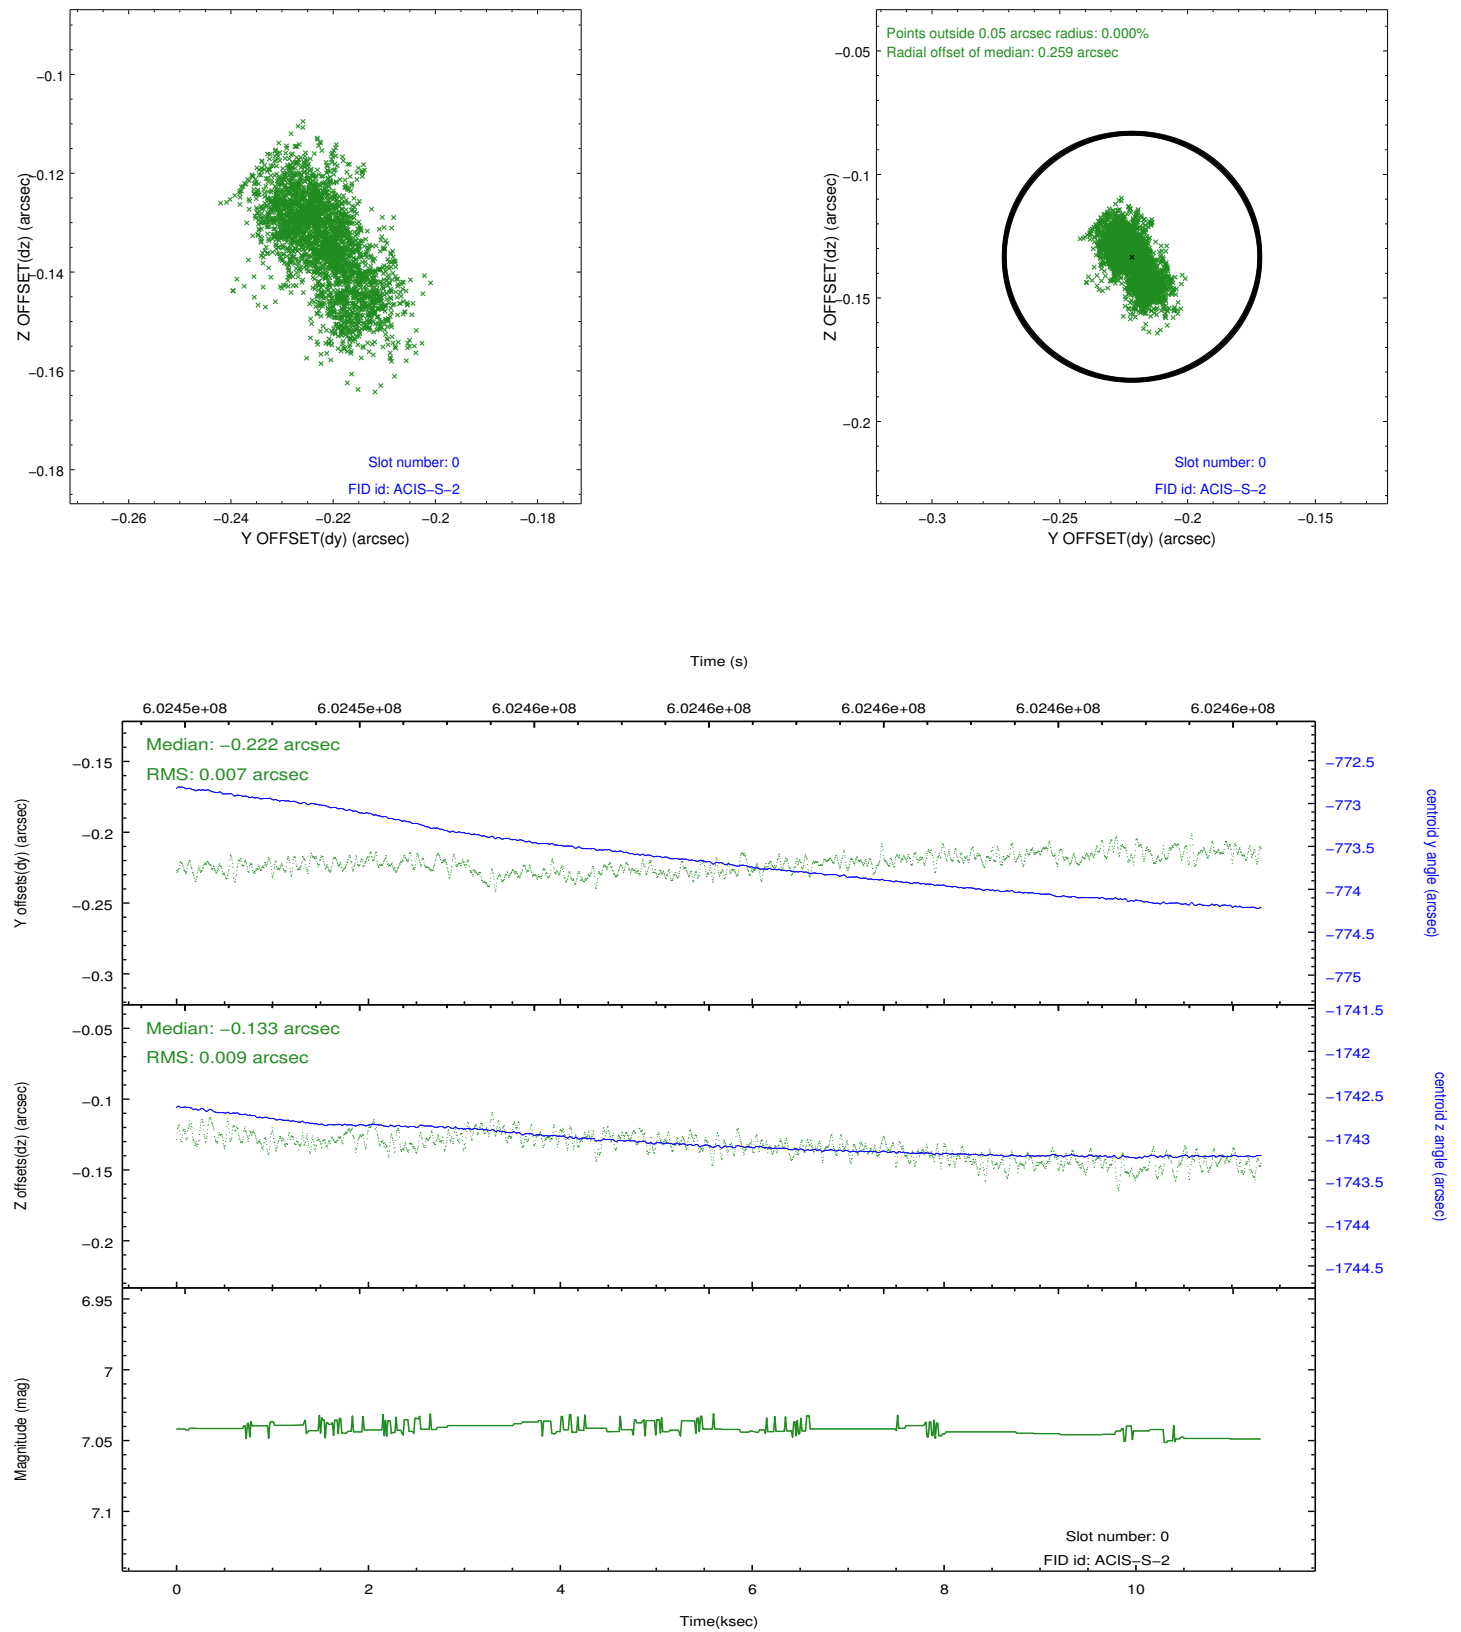 −0.1
−0.12
−0.14
−0.16
−0.18
Z OFFSET(dz) (arcsec)
Slot number: 0
FID id: ACIS−S−2
−0.26
−0.24
−0.22
−0.2
−0.18
Y OFFSET(dy) (arcsec)
Points outside 0.05 arcsec radius: 0.000%
Radial offset of median: 0.259 arcsec
−0.05
−0.1
−0.15
−0.2
Z OFFSET(dz) (arcsec)
Slot number: 0
FID id: ACIS−S−2
−0.3
−0.25
−0.2
−0.15
Y OFFSET(dy) (arcsec)
Time (s)
6.0245e+08
6.0245e+08
6.0246e+08
6.0246e+08
6.0246e+08
6.0246e+08
6.0246e+08
Median: −0.222 arcsec
RMS: 0.007 arcsec
−0.15
−0.2
−0.25
−0.3
Y offsets(dy) (arcsec)
−772.5
−773
−773.5
−774
−774.5
−775
centroid y angle (arcsec)
Median: −0.133 arcsec
RMS: 0.009 arcsec
−0.05
−0.1
−0.15
−0.2
Z offsets(dz) (arcsec)
−1741.5
−1742
−1742.5
−1743
−1743.5
−1744
−1744.5
centroid z angle (arcsec)
6.95
7
7.05
7.1
Magnitude (mag)
Slot number: 0
FID id: ACIS−S−2
0
2
4
6
8
10
Time(ksec)